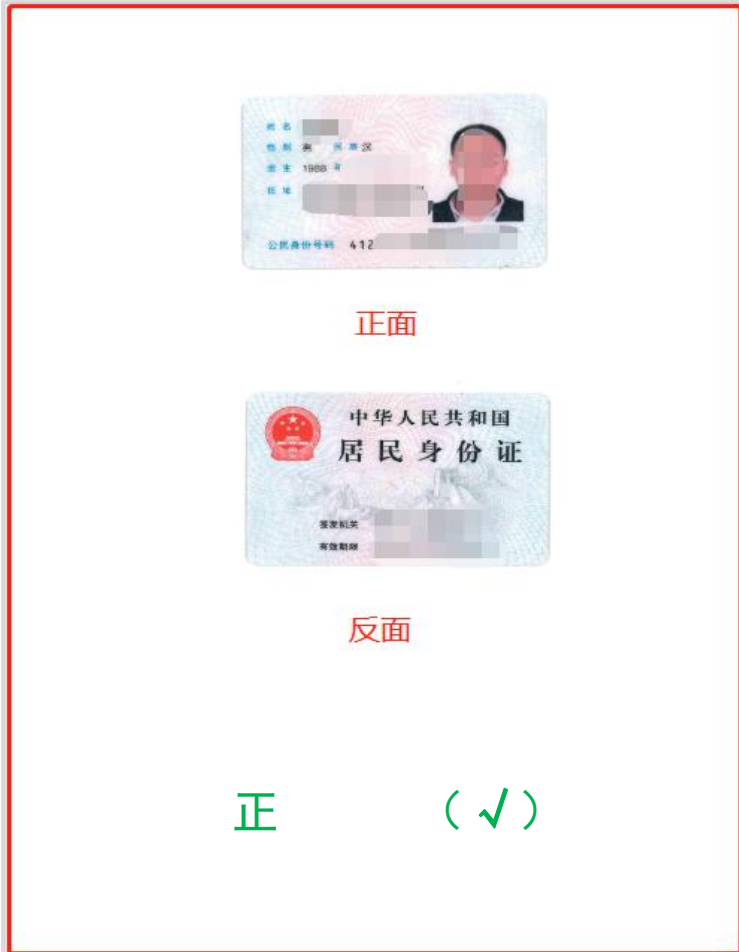 姓 名
性 别 男 民 族 汉
出 生 1988 年
住 址
公民身份号码 412
正面
中华人民共和国
居民身份证
签发机关
有效期限
反面
正 （√）